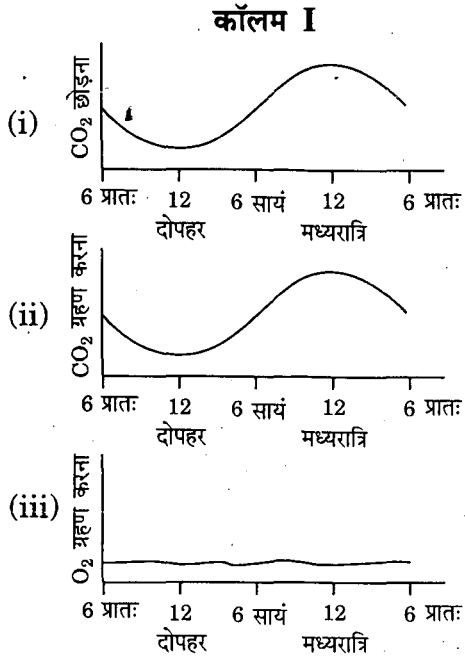 कॉलम I
(i)
CO₂ छोड़ना
6 प्रातः 12 6 सायं 12 6 प्रातः
दोपहर मध्यरात्रि
(ii)
CO₂ ग्रहण करना
6 प्रातः 12 6 सायं 12 6 प्रातः
दोपहर मध्यरात्रि
(iii)
O₂ ग्रहण करना
6 प्रातः 12 6 सायं 12 6 प्रातः
दोपहर मध्यरात्रि